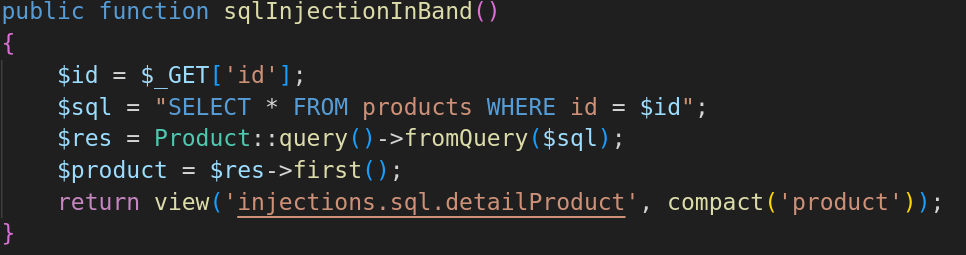 public function sqlInjectionInBand()
{
    $id = $_GET['id'];
    $sql = "SELECT * FROM products WHERE id = $id";
    $res = Product::query()->fromQuery($sql);
    $product = $res->first();
    return view('injections.sql.detailProduct', compact('product'));
}